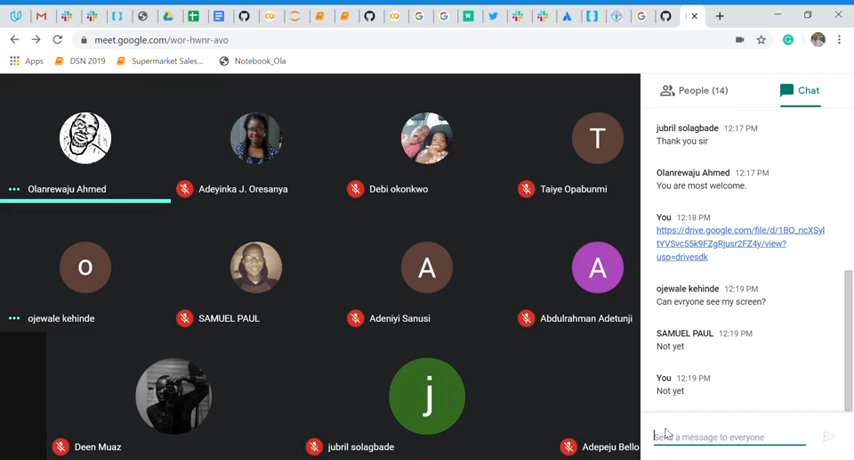 meet.google.com/wor-hwnr-avo
Apps DSN 2019 Supermarket Sales... Notebook_Ola
People (14) Chat
Olanrewaju Ahmed Adeyinka J. Oresanya Debi okonkwo T Taiye Opabunmi
o ojewale kehinde SAMUEL PAUL A Adeniyi Sanusi A Abdulrahman Adetunji
Deen Muaz j jubril solagbade Adepeju Bello
jubril solagbade 12:17 PM
Thank you sir
Olanrewaju Ahmed 12:17 PM
You are most welcome.
You 12:18 PM
https://drive.google.com/file/d/1BQ_ncXSyl
tYVSvc55k9FZgRjusr2FZ4y/view?
usp=drivesdk
ojewale kehinde 12:19 PM
Can evryone see my screen?
SAMUEL PAUL 12:19 PM
Not yet
You 12:19 PM
Not yet
Send a message to everyone